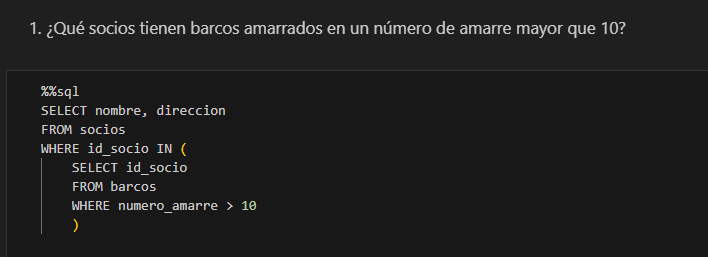 1. ¿Qué socios tienen barcos amarrados en un número de amarre mayor que 10?
%%sql
SELECT nombre, direccion
FROM socios
WHERE id_socio IN (
    SELECT id_socio
    FROM barcos
    WHERE numero_amarre > 10
    )